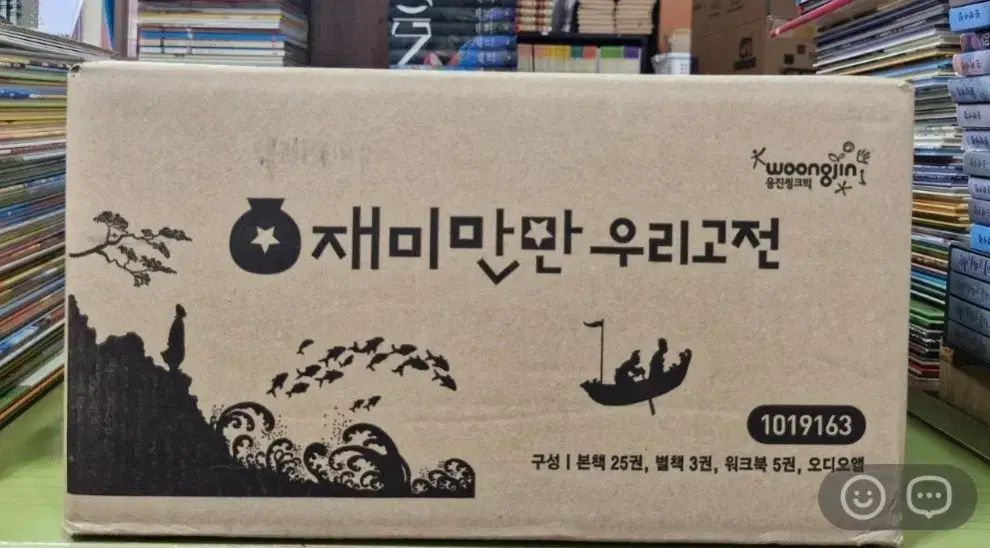 woongjin
웅진씽크빅
재미만만 우리고전
1019163
구성 | 본책 25권, 별책 3권, 워크북 5권, 오디오앱